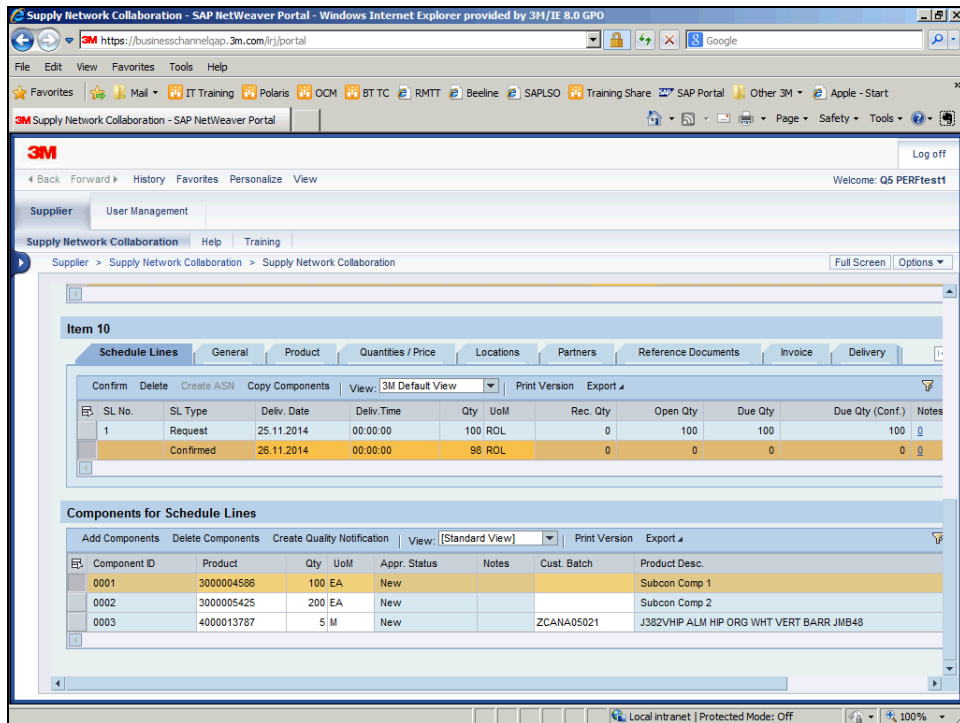 Supply Network Collaboration - SAP NetWeaver Portal - Windows Internet Explorer provided by 3M/IE 8.0 GPO
3M https://businesschannelqap.3m.com/irj/portal Google
File Edit View Favorites Tools Help
Favorites Mail IT Training Polaris OCM BT TC RMTT Beeline SAPLSO Training Share SAP Portal Other 3M Apple - Start
3M Supply Network Collaboration - SAP NetWeaver Portal Page Safety Tools
3M Log off
Back Forward History Favorites Personalize View Welcome: Q5 PERFtest1
Supplier User Management
Supply Network Collaboration Help Training
Supplier > Supply Network Collaboration > Supply Network Collaboration Full Screen Options
Item 10
Schedule Lines General Product Quantities / Price Locations Partners Reference Documents Invoice Delivery
Confirm Delete Create ASN Copy Components View: 3M Default View Print Version Export
SL No. SL Type Deliv. Date Deliv.Time Qty UoM Rec. Qty Open Qty Due Qty Due Qty (Conf.) Notes
1 Request 25.11.2014 00:00:00 100 ROL 0 100 100 100 0
Confirmed 26.11.2014 00:00:00 98 ROL 0 0 0 0 0
Components for Schedule Lines
Add Components Delete Components Create Quality Notification View: [Standard View] Print Version Export
Component ID Product Qty UoM Appr. Status Notes Cust. Batch Product Desc.
0001 3000004586 100 EA New Subcon Comp 1
0002 3000005425 200 EA New Subcon Comp 2
0003 4000013787 5 M New ZCANA05021 J382VHIP ALM HIP ORG WHT VERT BARR JMB48
Local intranet | Protected Mode: Off 100%